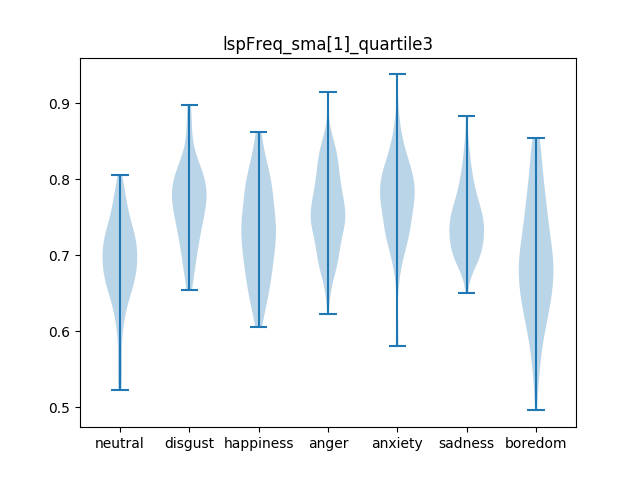 lspFreq_sma[1]_quartile3
0.9
0.8
0.7
0.6
0.5
neutral disgust happiness anger anxiety sadness boredom